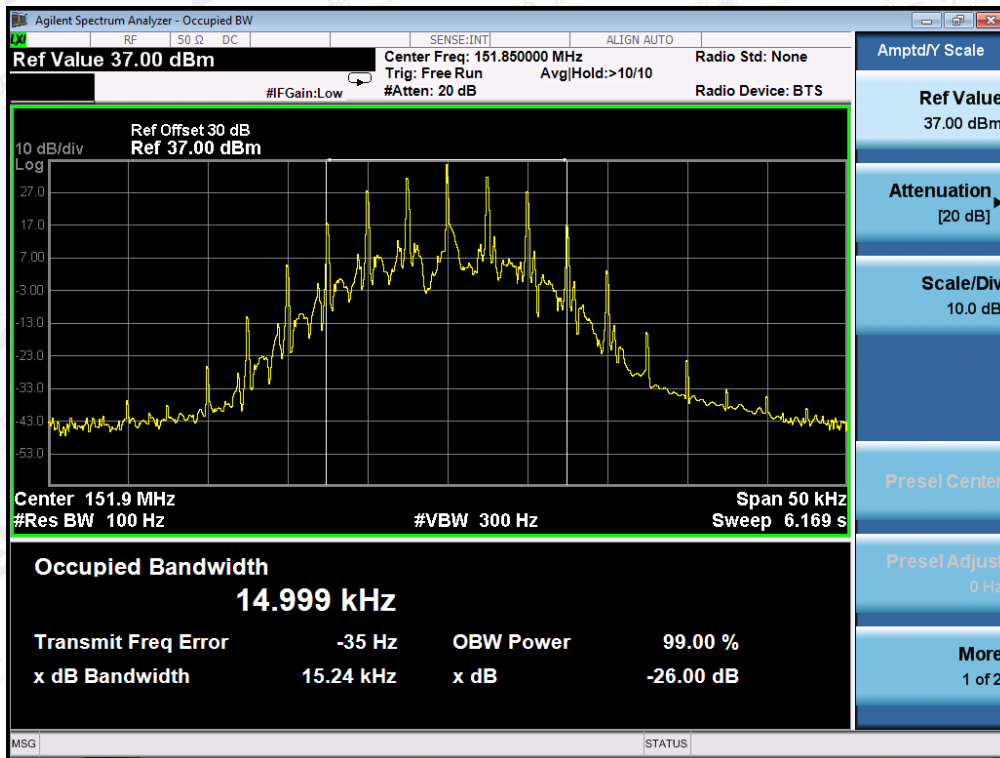 Agilent Spectrum Analyzer - Occupied BW
LXI RF 50 Ω DC SENSE:INT ALIGN AUTO
Ref Value 37.00 dBm
Center Freq: 151.850000 MHz Radio Std: None
Trig: Free Run Avg|Hold:>10/10
#IFGain:Low #Atten: 20 dB Radio Device: BTS
Ref Offset 30 dB
10 dB/div Ref 37.00 dBm
Log
27.0
17.0
7.00
-3.00
-13.0
-23.0
-33.0
-43.0
-53.0
Center 151.9 MHz Span 50 kHz
#Res BW 100 Hz #VBW 300 Hz Sweep 6.169 s
Occupied Bandwidth
14.999 kHz
Transmit Freq Error -35 Hz OBW Power 99.00 %
x dB Bandwidth 15.24 kHz x dB -26.00 dB
MSG STATUS
Amptd/Y Scale
Ref Value
37.00 dBm
Attenuation
[20 dB]
Scale/Div
10.0 dB
Presel Center
Presel Adjust
0 Hz
More
1 of 2